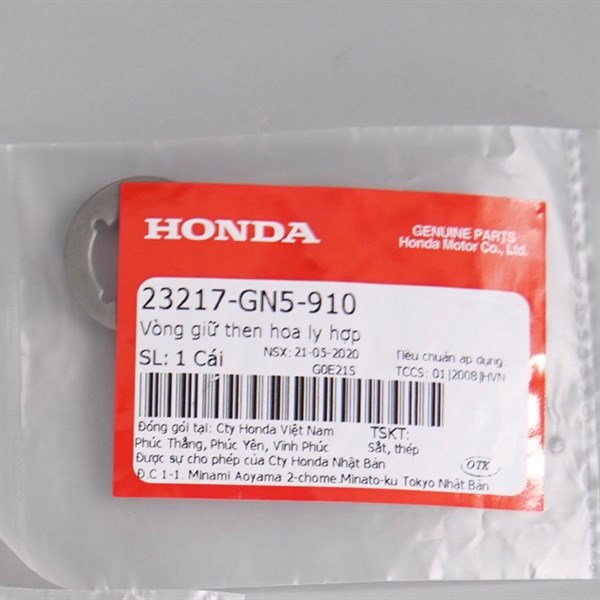 HONDA
GENUINE PARTS
Honda Motor Co., Ltd.
23217-GN5-910
Vòng giữ then hoa ly hợp
SL: 1 Cái
NSX: 21-05-2020
G0E21S
Tiêu chuẩn áp dụng:
TCCS: 01|2008|HVN
Đóng gói tại: Cty Honda Việt Nam
Phúc Thắng, Phúc Yên, Vĩnh Phúc
TSKT:
Sắt, thép
Được sự cho phép của Cty Honda Nhật Bản
Đ.C 1-1. Minami Aoyama 2-chome.Minato-ku Tokyo Nhật Bản
OTK